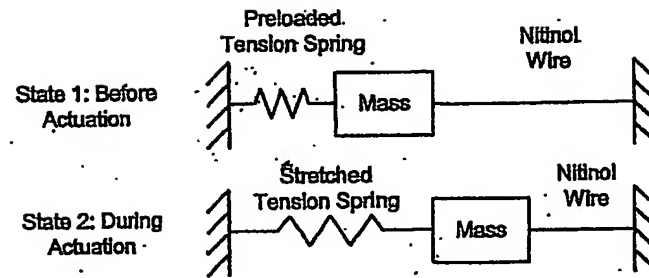 Preloaded
Tension Spring
Nitinol
Wire
State 1: Before
Actuation
Mass
Stretched
Tension Spring
Nitinol
Wire
State 2: During
Actuation
Mass